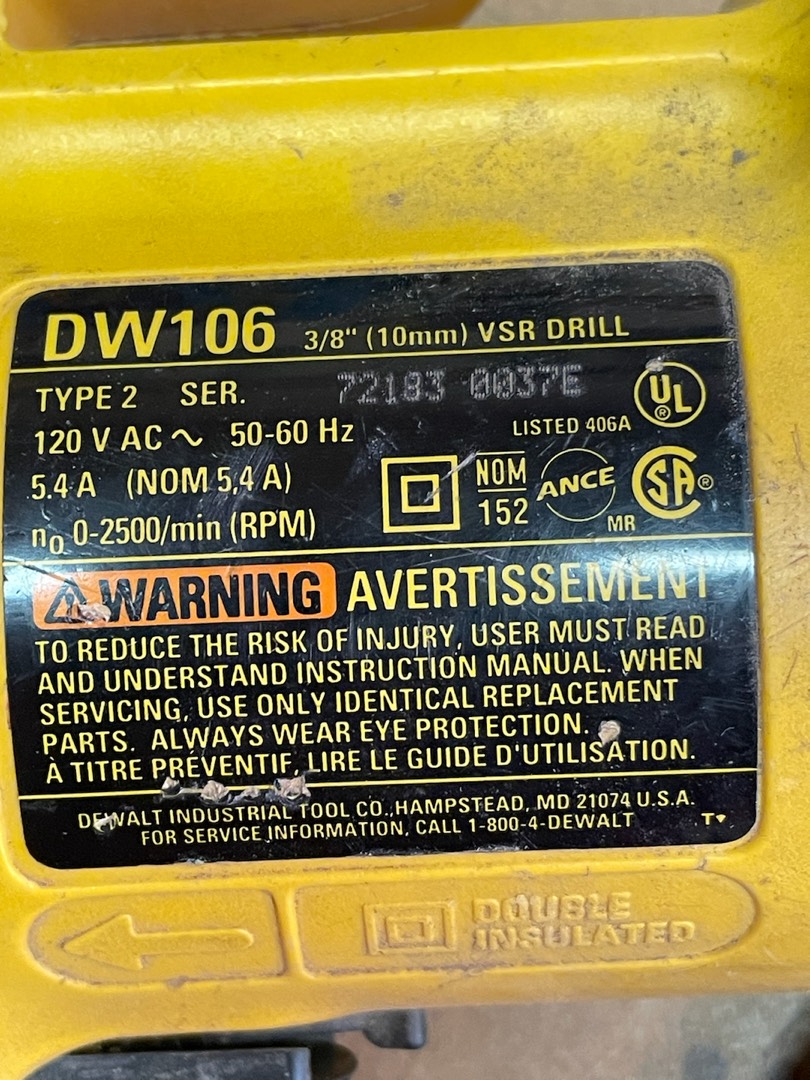 DW106 3/8" (10mm) VSR DRILL
TYPE 2 SER. 72183 0037E
120 V AC ~ 50-60 Hz
LISTED 406A
UL ®
5.4 A (NOM 5,4 A)
NOM
152
ANCE
SA ®
MR
n₀ 0-2500/min (RPM)
⚠ WARNING AVERTISSEMENT
TO REDUCE THE RISK OF INJURY, USER MUST READ
AND UNDERSTAND INSTRUCTION MANUAL. WHEN
SERVICING, USE ONLY IDENTICAL REPLACEMENT
PARTS. ALWAYS WEAR EYE PROTECTION.
À TITRE PRÉVENTIF, LIRE LE GUIDE D'UTILISATION.
DEWALT INDUSTRIAL TOOL CO., HAMPSTEAD, MD 21074 U.S.A.
FOR SERVICE INFORMATION, CALL 1-800-4-DEWALT
T
DOUBLE
INSULATED